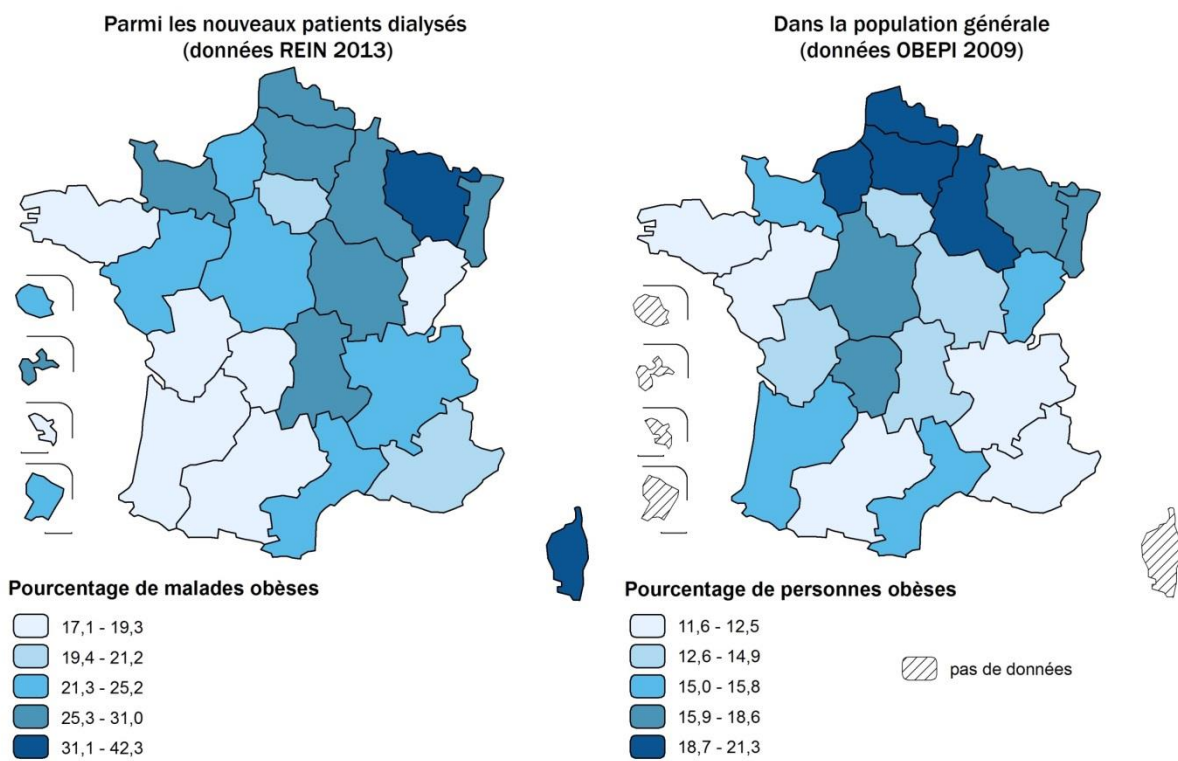 Parmi les nouveaux patients dialysés
(données REIN 2013)
Dans la population générale
(données OBEPI 2009)
Pourcentage de malades obèses
17,1 - 19,3
19,4 - 21,2
21,3 - 25,2
25,3 - 31,0
31,1 - 42,3
Pourcentage de personnes obèses
11,6 - 12,5
12,6 - 14,9
15,0 - 15,8
15,9 - 18,6
18,7 - 21,3
pas de données